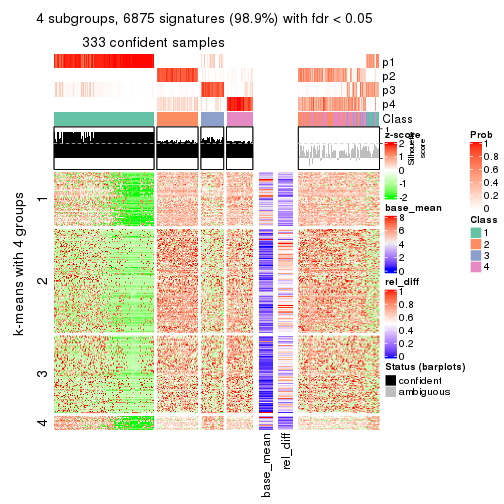 4 subgroups, 6875 signatures (98.9%) with fdr < 0.05
333 confident samples
p1
p2
p3
p4
Class
1
Silhouette
score
k-means with 4 groups
1
2
3
4
base_mean
rel_diff
z-score
2
1
0
-1
-2
base_mean
8
6
4
2
0
rel_diff
1
0.8
0.6
0.4
0.2
0
Status (barplots)
confident
ambiguous
Prob
1
0.8
0.6
0.4
0.2
0
Class
1
2
3
4